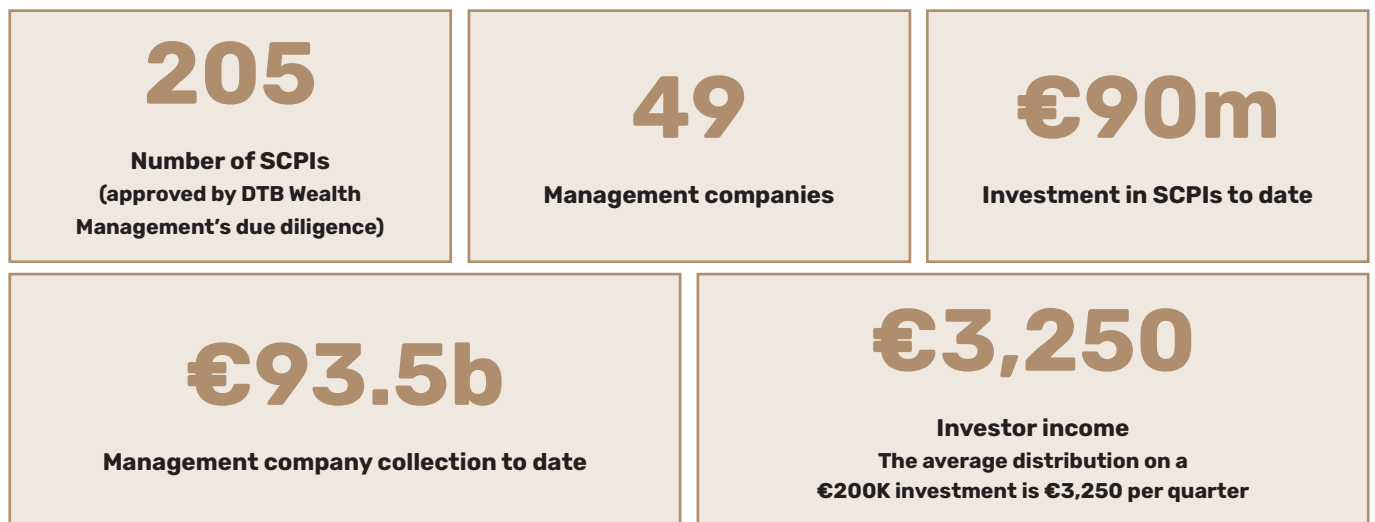 205
Number of SCPIs
(approved by DTB Wealth
Management’s due diligence)
49
Management companies
€90m
Investment in SCPIs to date
€93.5b
Management company collection to date
€3,250
Investor income
The average distribution on a
€200K investment is €3,250 per quarter